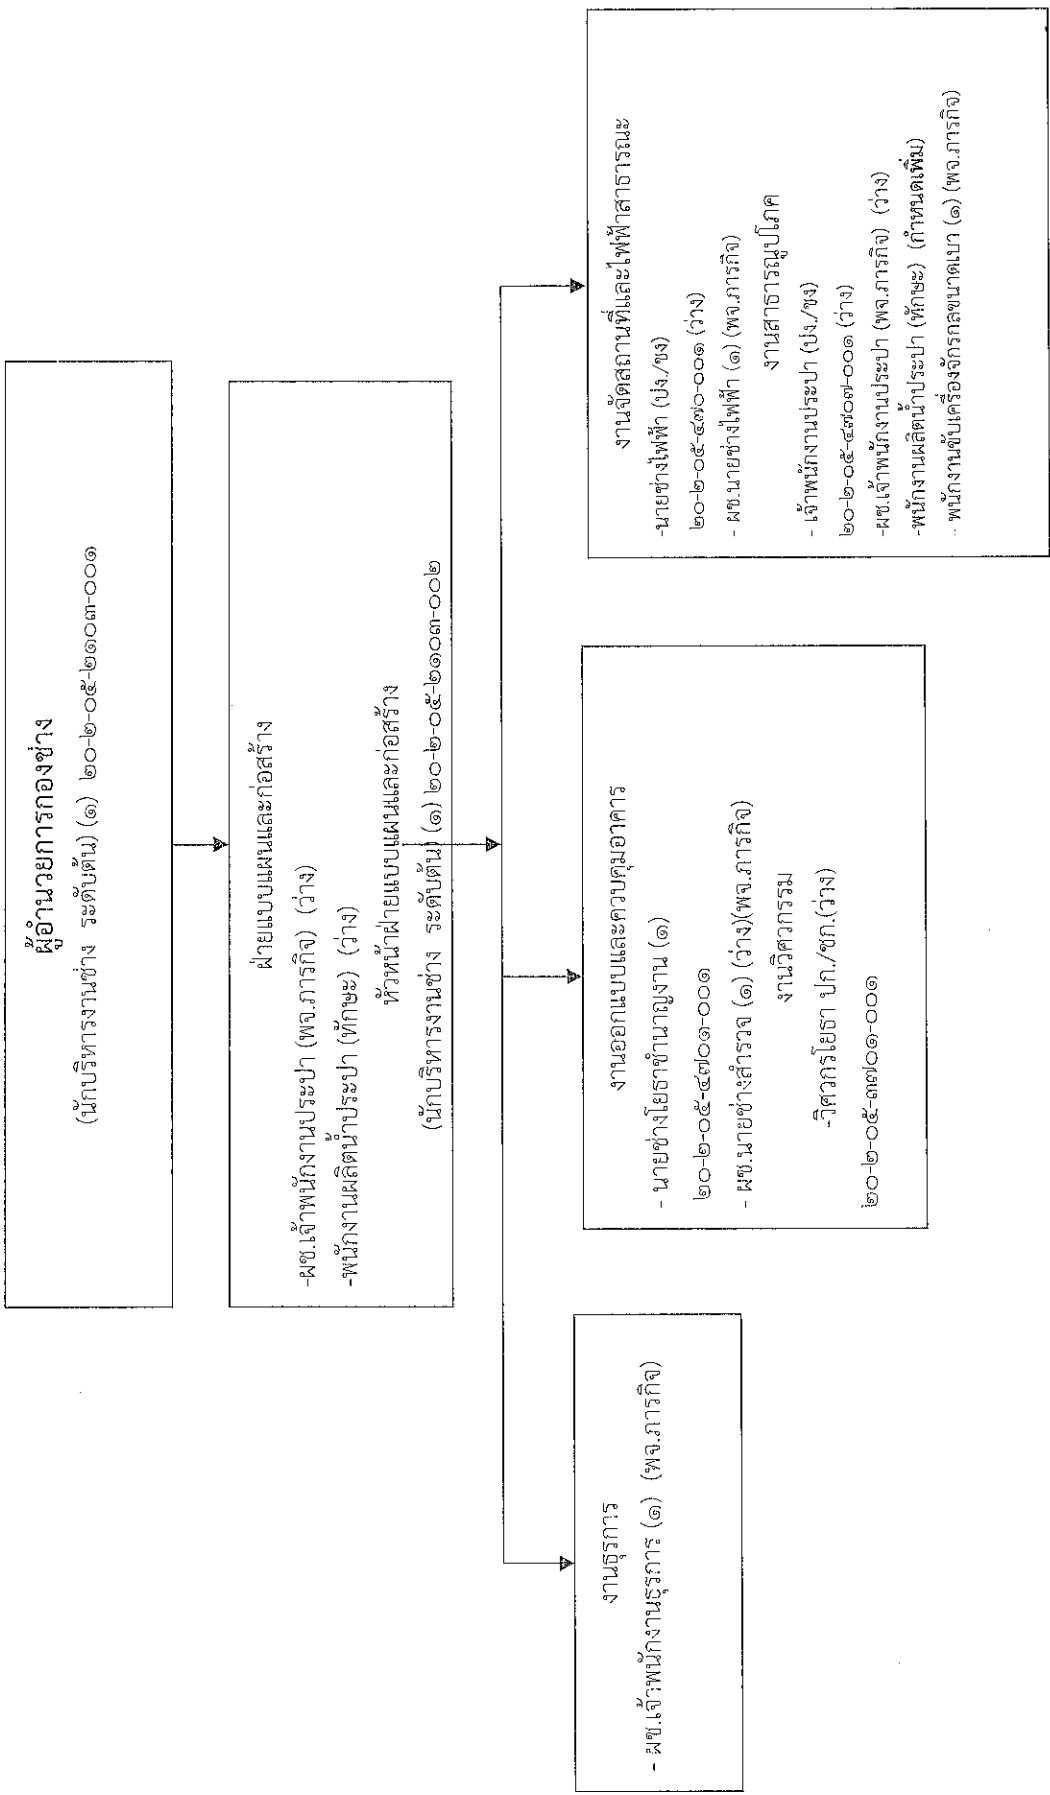 ผู้อำนวยการกองช่าง
(นักบริหารงานช่าง ระดับต้น) (๑) ๒๐-๒-๐๕-๒๑๐๓-๐๐๑
ฝ่ายแบบแผนและก่อสร้าง
-ผช.เจ้าพนักงานประปา (พจ.ภารกิจ) (ว่าง)
-พนักงานผลิตน้ำประปา (ทักษะ) (ว่าง)
หัวหน้าฝ่ายแบบแผนและก่อสร้าง
(นักบริหารงานช่าง ระดับต้น) (๑) ๒๐-๒-๐๕-๒๑๐๓-๐๐๒
งานธุรการ
- ผช.เจ้าพนักงานธุรการ (๑) (พจ.ภารกิจ)
งานออกแบบและควบคุมอาคาร
- นายช่างโยธาชำนาญงาน (๑)
๒๐-๒-๐๕-๔๗๐๑-๐๐๑
- ผช.นายช่างสำรวจ (๑) (ว่าง)(พจ.ภารกิจ)
งานวิศวกรรม
-วิศวกรโยธา ปก./ชก.(ว่าง)
๒๐-๒-๐๕-๓๗๐๑-๐๐๑
งานจัดสถานที่และไฟฟ้าสาธารณะ
-นายช่างไฟฟ้า (ปง./ชง)
๒๐-๒-๐๕-๔๗๐-๐๐๑ (ว่าง)
- ผช.นายช่างไฟฟ้า (๑) (พจ.ภารกิจ)
งานสาธารณูปโภค
- เจ้าพนักงานประปา (ปง./ชง)
๒๐-๒-๐๕-๔๗๐๗-๐๐๑ (ว่าง)
-ผช.เจ้าพนักงานประปา (พจ.ภารกิจ) (ว่าง)
-พนักงานผลิตน้ำประปา (ทักษะ) (กำหนดเพิ่ม)
- พนักงานขับเครื่องจักรกลขนาดเบา (๑) (พจ.ภารกิจ)